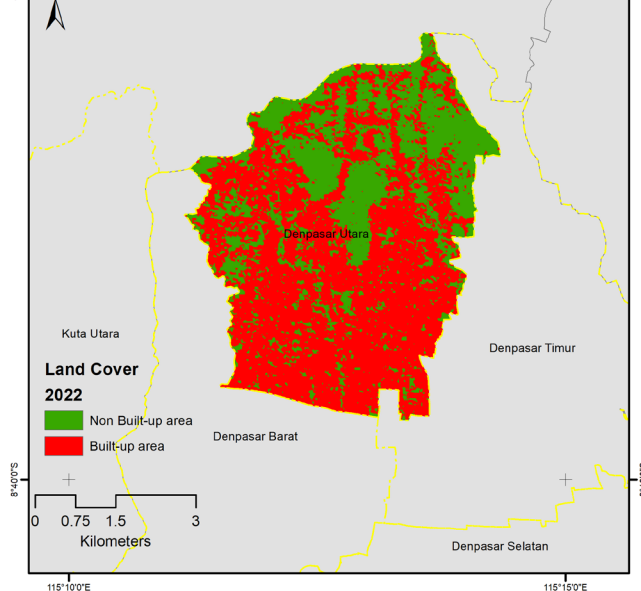 Denpasar Utara
Kuta Utara
Denpasar Timur
Land Cover
2022
Non Built-up area
Built-up area
Denpasar Barat
8°40'0"S
0 0.75 1.5 3
Kilometers
Denpasar Selatan
115°10'0"E 115°15'0"E